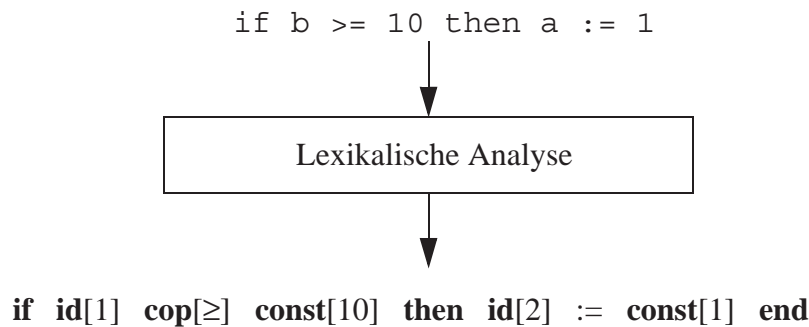 if b >= 10 then a := 1
Lexikalische Analyse
if id[1] cop[≥] const[10] then id[2] := const[1] end